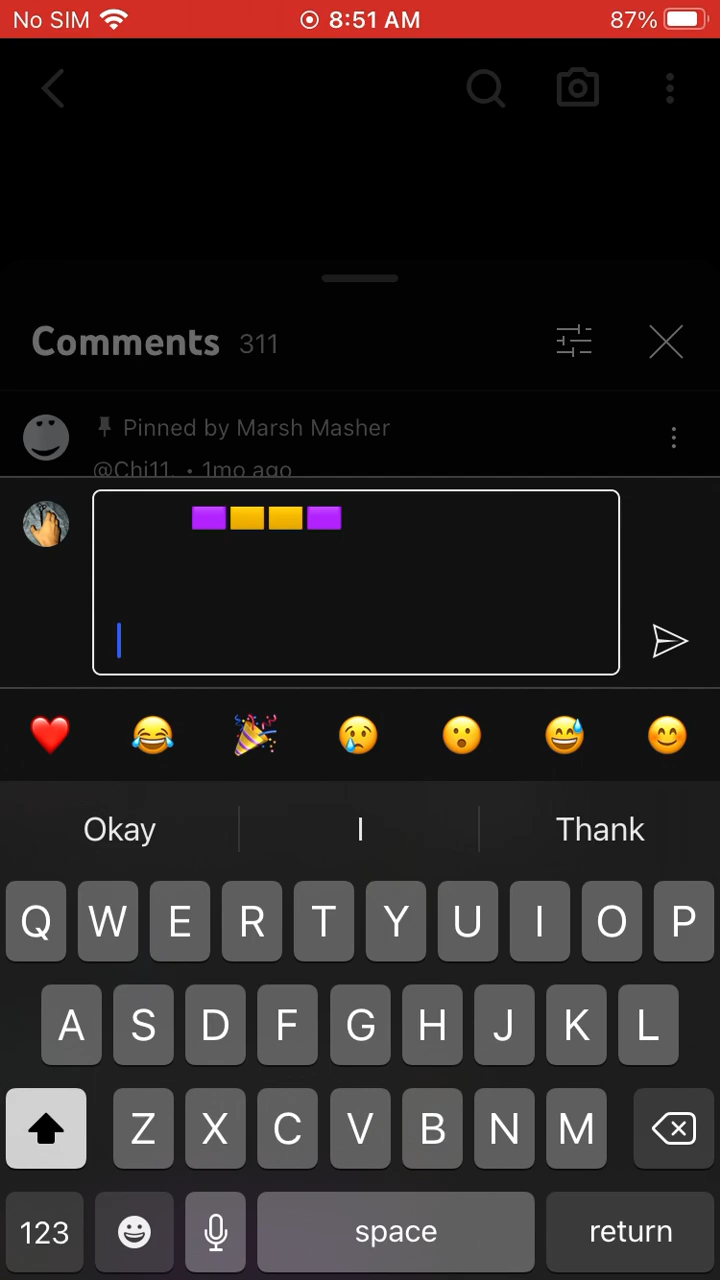 No SIM 8:51 AM 87%
Comments 311
Pinned by Marsh Masher
@Chi11. • 1mo ago
Okay I Thank
Q W E R T Y U I O P
A S D F G H J K L
Z X C V B N M
123 space return